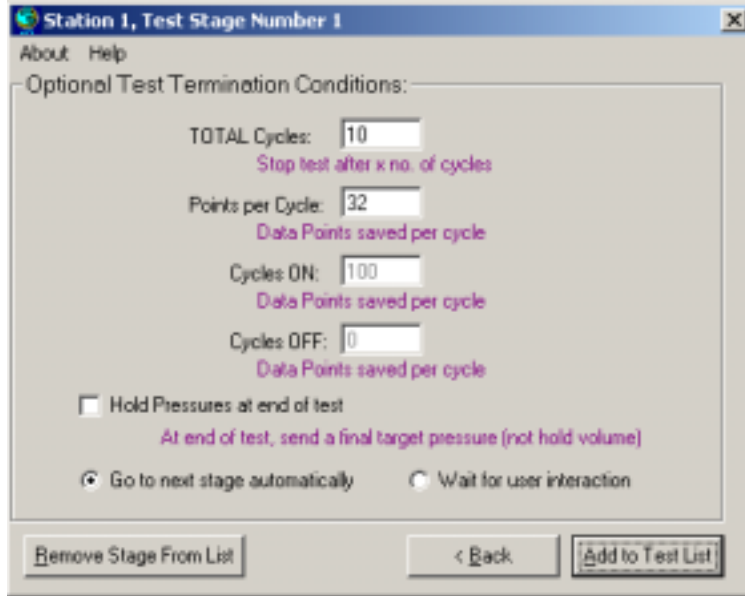 Station 1, Test Stage Number 1
About Help
Optional Test Termination Conditions:
TOTAL Cycles: 10
Stop test after x no. of cycles
Points per Cycle: 32
Data Points saved per cycle
Cycles ON: 100
Data Points saved per cycle
Cycles OFF: 0
Data Points saved per cycle
Hold Pressures at end of test
At end of test, send a final target pressure (not hold volume)
Go to next stage automatically Wait for user interaction
Remove Stage From List < Back Add to Test List